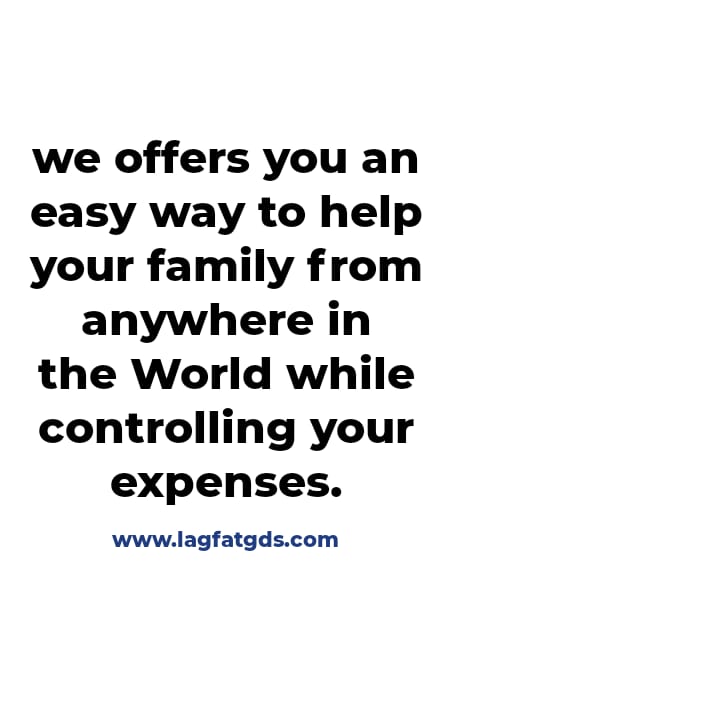 we offers you an
easy way to help
your family from
anywhere in
the World while
controlling your
expenses.
www.lagfatgds.com